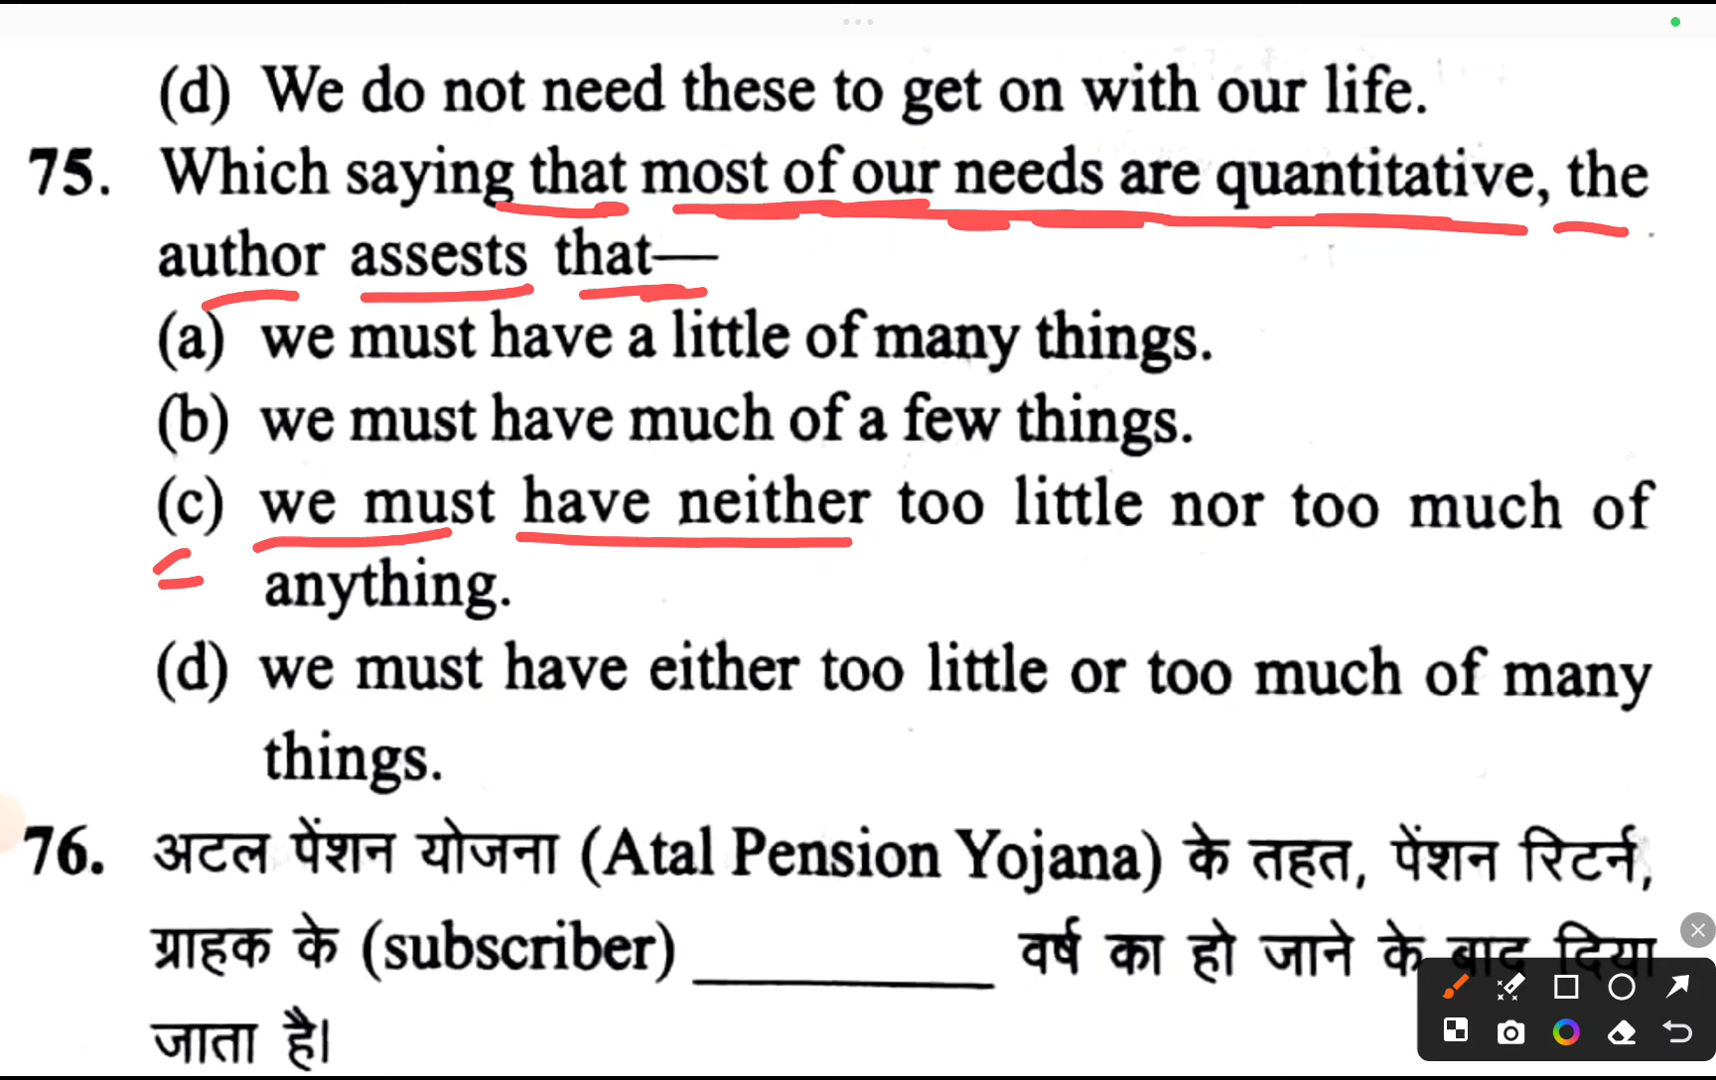 (d) We do not need these to get on with our life.
75. Which saying that most of our needs are quantitative, the
author assests that—
(a) we must have a little of many things.
(b) we must have much of a few things.
(c) we must have neither too little nor too much of
anything.
(d) we must have either too little or too much of many
things.
76. अटल पेंशन योजना (Atal Pension Yojana) के तहत, पेंशन रिटर्न,
ग्राहक के (subscriber) __________ वर्ष का हो जाने के बाद दिया
जाता है।